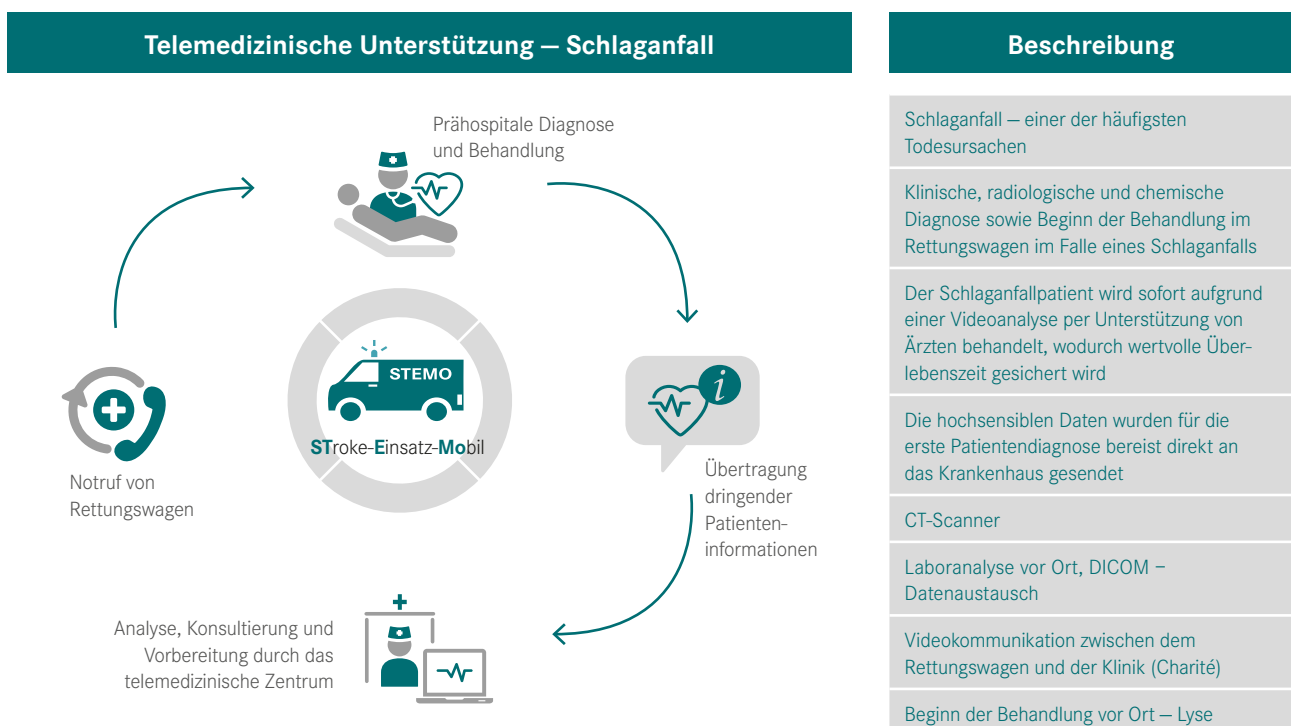 Telemedizinische Unterstützung — Schlaganfall
Prähospitale Diagnose
und Behandlung
STEMO
STroke-Einsatz-Mobil
Notruf von
Rettungswagen
i
Übertragung
dringender
Patienten-
informationen
Analyse, Konsultierung und
Vorbereitung durch das
telemedizinische Zentrum
Beschreibung
Schlaganfall — einer der häufigsten
Todesursachen
Klinische, radiologische und chemische
Diagnose sowie Beginn der Behandlung im
Rettungswagen im Falle eines Schlaganfalls
Der Schlaganfallpatient wird sofort aufgrund
einer Videoanalyse per Unterstützung von
Ärzten behandelt, wodurch wertvolle Über-
lebenszeit gesichert wird
Die hochsensiblen Daten wurden für die
erste Patientendiagnose bereist direkt an
das Krankenhaus gesendet
CT-Scanner
Laboranalyse vor Ort, DICOM –
Datenaustausch
Videokommunikation zwischen dem
Rettungswagen und der Klinik (Charité)
Beginn der Behandlung vor Ort — Lyse